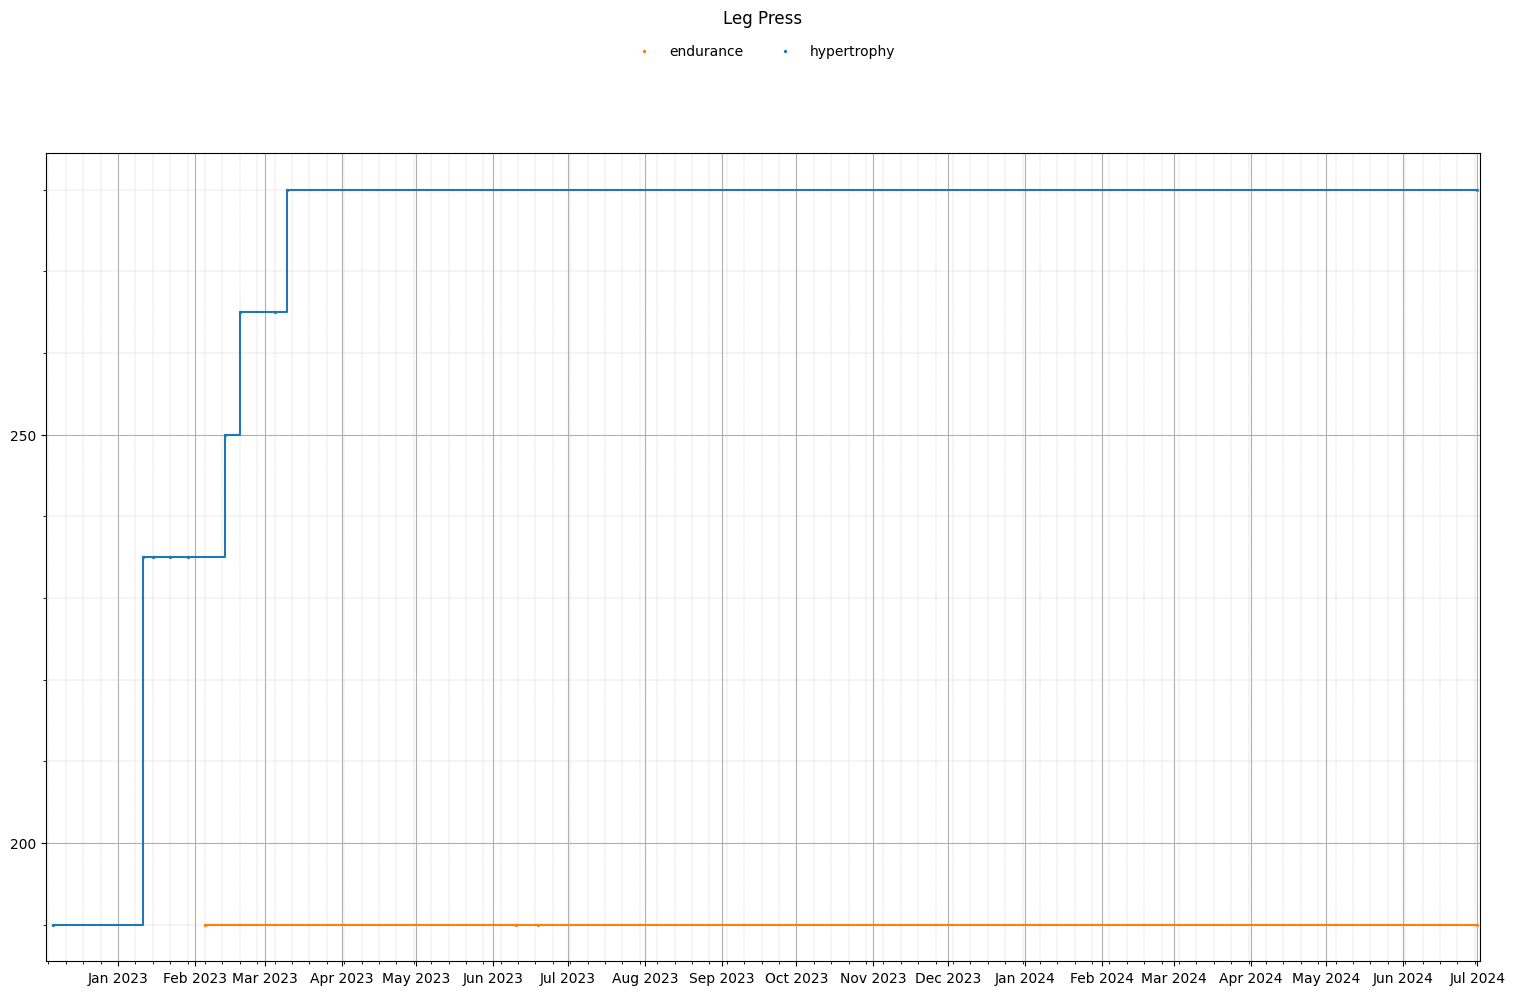 Leg Press
endurance hypertrophy
250
200
Jan 2023 Feb 2023 Mar 2023 Apr 2023 May 2023 Jun 2023 Jul 2023 Aug 2023 Sep 2023 Oct 2023 Nov 2023 Dec 2023 Jan 2024 Feb 2024 Mar 2024 Apr 2024 May 2024 Jun 2024 Jul 2024